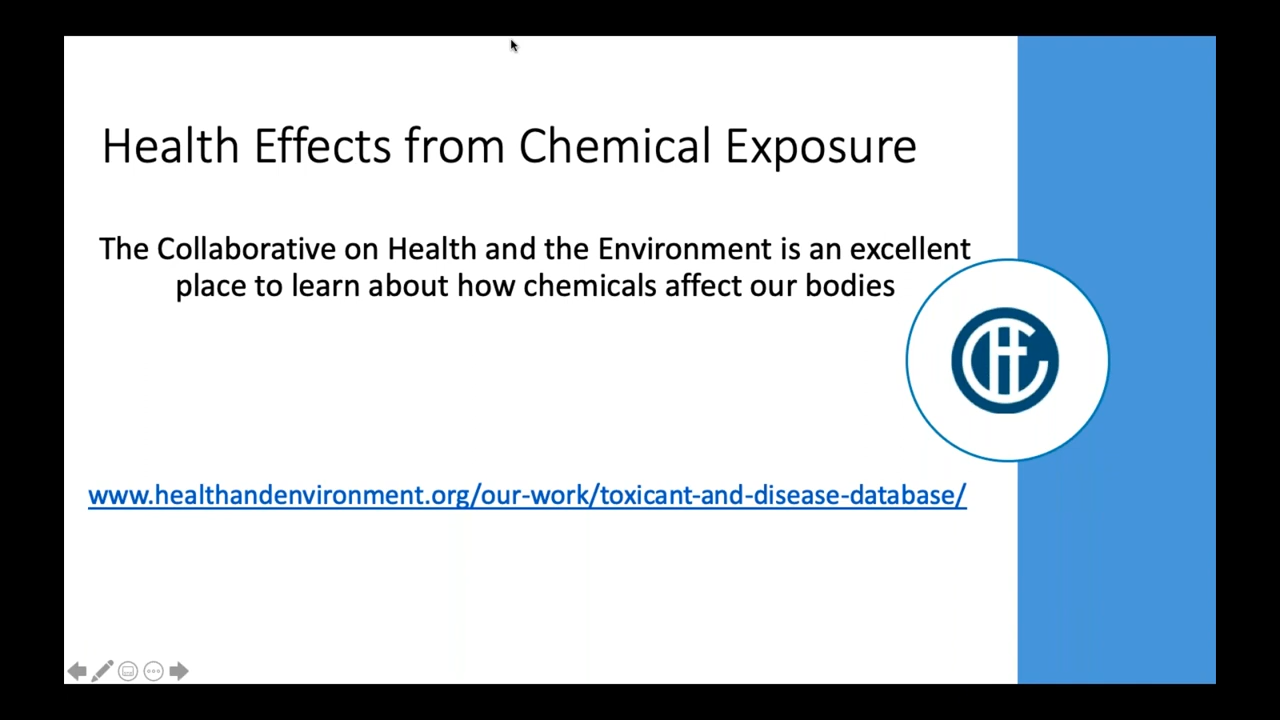 Health Effects from Chemical Exposure
The Collaborative on Health and the Environment is an excellent
place to learn about how chemicals affect our bodies
CHE
www.healthandenvironment.org/our-work/toxicant-and-disease-database/